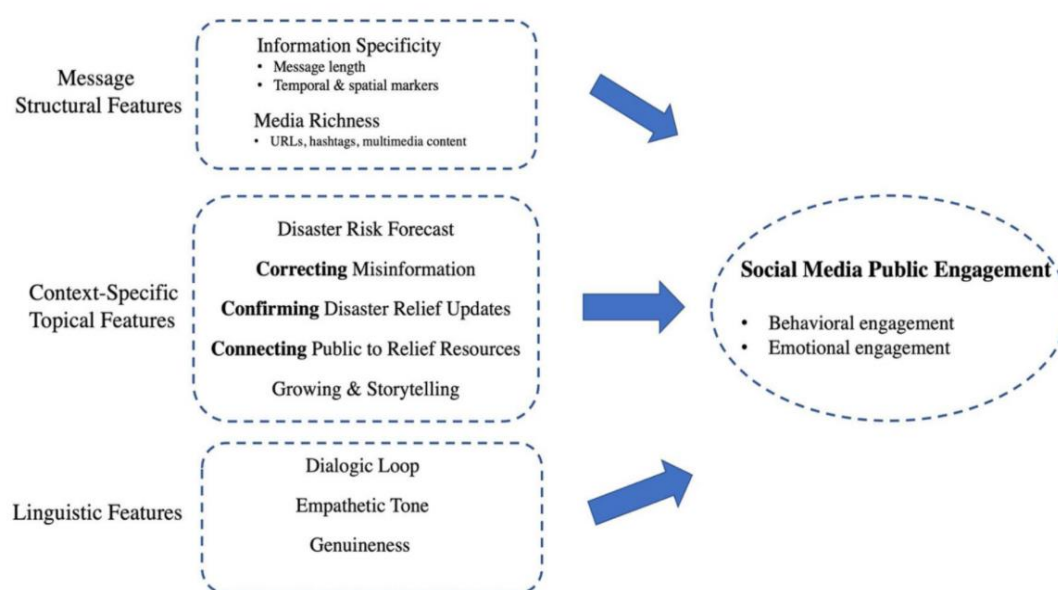 Message
Structural Features
Information Specificity
• Message length
• Temporal & spatial markers
Media Richness
• URLs, hashtags, multimedia content
Context-Specific
Topical Features
Disaster Risk Forecast
Correcting Misinformation
Confirming Disaster Relief Updates
Connecting Public to Relief Resources
Growing & Storytelling
Linguistic Features
Dialogic Loop
Empathetic Tone
Genuineness
Social Media Public Engagement
• Behavioral engagement
• Emotional engagement